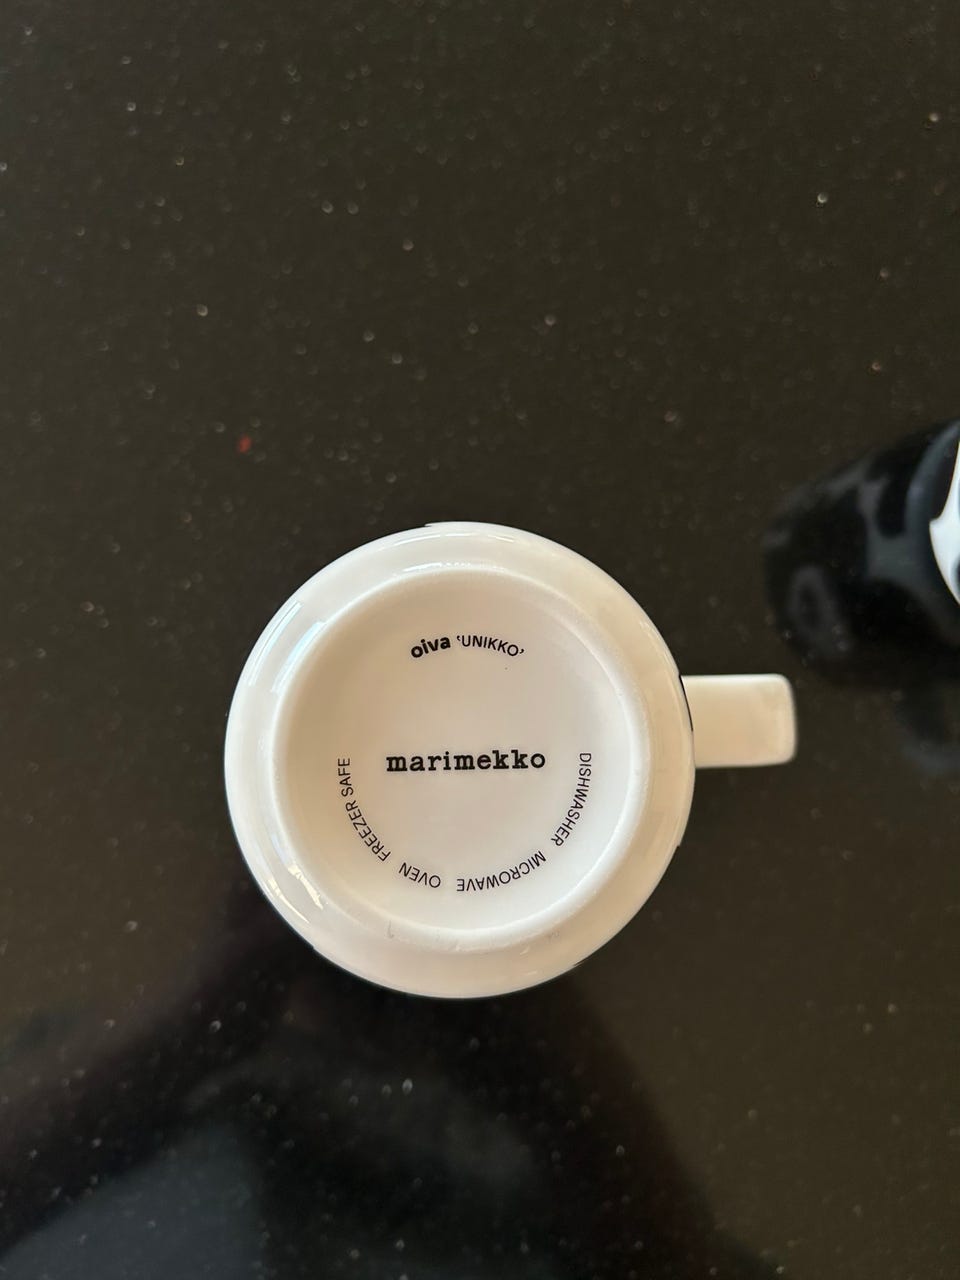 oiva ‘UNIKKO’
marimekko
DISHWASHER MICROWAVE OVEN FREEZER SAFE